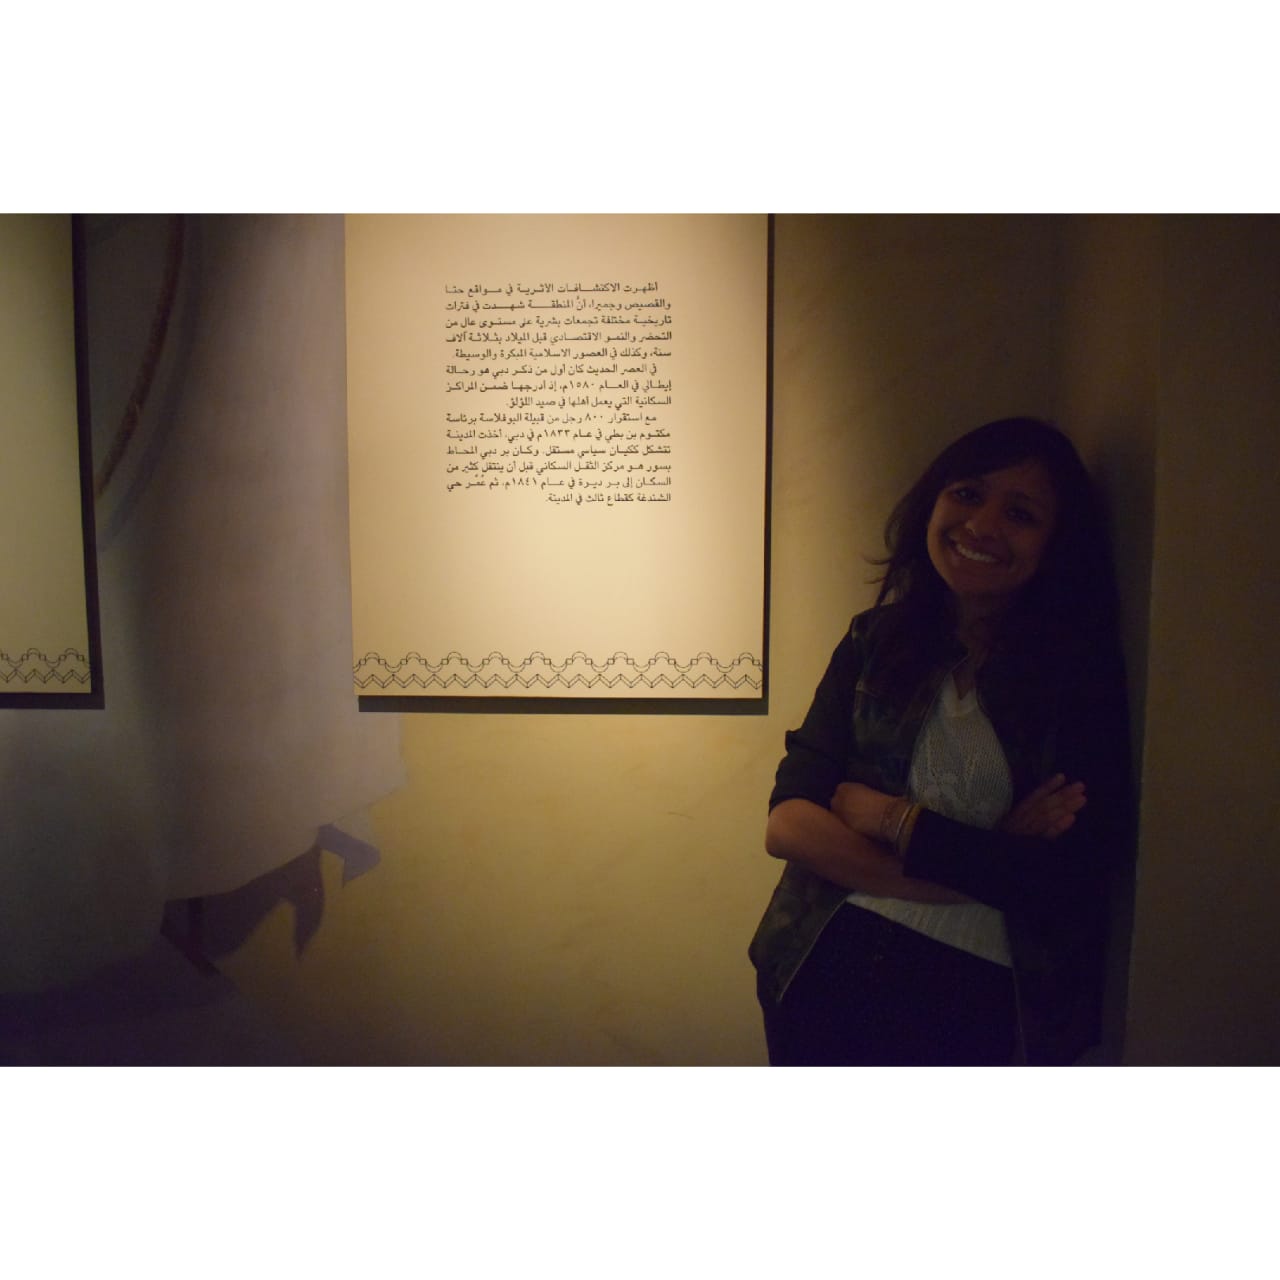 أظهرت الاكتشافات الأثرية في مواقع حتا
والقصيص وجميرا، أنَّ المنطقة شهدت في فترات
تاريخية مختلفة تجمعات بشرية على مستوى عال من
التحضر والنمو الاقتصادي قبل الميلاد بثلاثة آلاف
سنة، وكذلك في العصور الاسلامية المبكرة والوسيطة.
في العصر الحديث كان أول من ذكر دبي هو رحالة
إيطالي في العام ١٥٨٠م، إذ أدرجها ضمن المراكز
السكانية التي يعمل أهلها في صيد اللؤلؤ.
مع استقرار ٨٠٠ رجل من قبيلة البوفلاسة برئاسة
مكتوم بن بطي في عام ١٨٣٣م في دبي، أخذت المدينة
تتشكل ككيان سياسي مستقل. وكان بر دبي المحاط
بسور هو مركز الثقل السكاني قبل أن ينتقل كثير من
السكان إلى بر ديرة في عام ١٨٤١م، ثم عُمِّر حي
الشندغة كقطاع ثالث في المدينة.